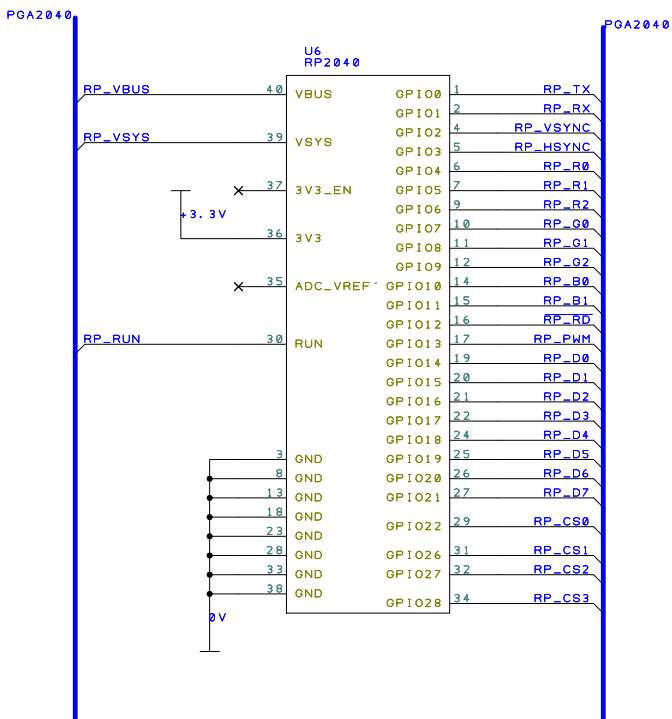 PGA2040
PGA2040
U6
RP2040
RP_VBUS 40 VBUS GPIO0 1 RP_TX
GPIO1 2 RP_RX
GPIO2 4 RP_VSYNC
RP_VSYS 39 VSYS GPIO3 5 RP_HSYNC
GPIO4 6 RP_R0
37 3V3_EN GPIO5 7 RP_R1
+3.3V GPIO6 9 RP_R2
GPIO7 10 RP_G0
36 3V3 GPIO8 11 RP_G1
GPIO9 12 RP_G2
35 ADC_VREF' GPIO10 14 RP_B0
GPIO11 15 RP_B1
GPIO12 16 RP_RD
RP_RUN 30 RUN GPIO13 17 RP_PWM
GPIO14 19 RP_D0
GPIO15 20 RP_D1
GPIO16 21 RP_D2
GPIO17 22 RP_D3
GPIO18 24 RP_D4
3 GND GPIO19 25 RP_D5
8 GND GPIO20 26 RP_D6
13 GND GPIO21 27 RP_D7
18 GND
23 GND GPIO22 29 RP_CS0
28 GND GPIO26 31 RP_CS1
33 GND GPIO27 32 RP_CS2
38 GND GPIO28 34 RP_CS3
0V